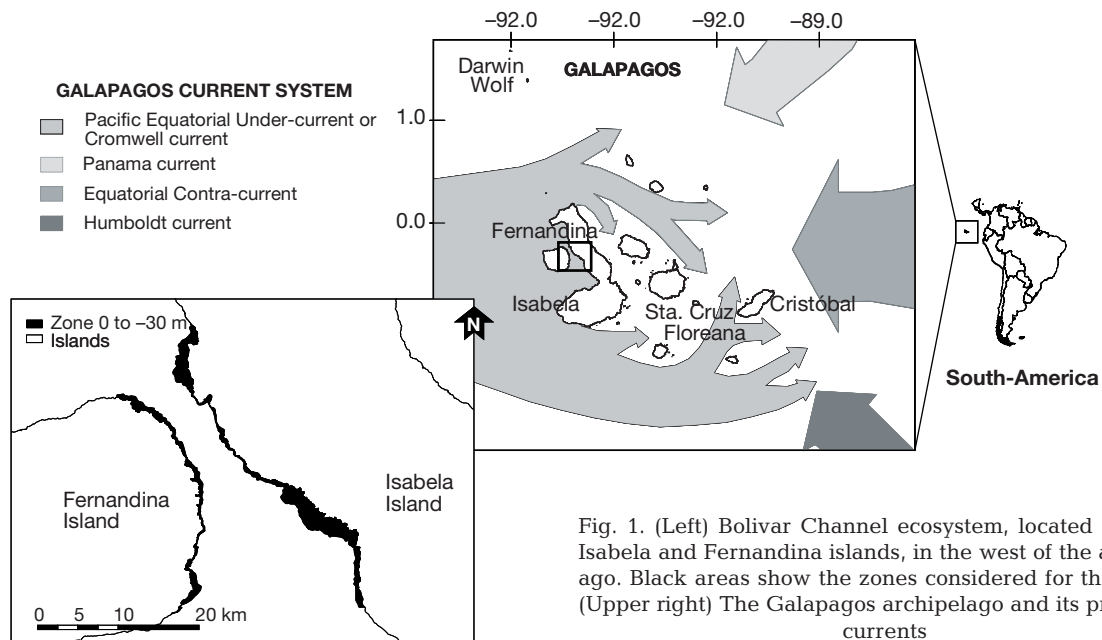 –92.0 –92.0 –92.0 –89.0
Darwin
Wolf
GALAPAGOS
GALAPAGOS CURRENT SYSTEM
Pacific Equatorial Under-current or
Cromwell current
Panama current
Equatorial Contra-current
Humboldt current
1.0
0.0
Fernandina
Isabela
Sta. Cruz
Floreana
Cristóbal
N
South-America
Zone 0 to –30 m
Islands
Fernandina
Island
Isabela
Island
0 5 10 20 km
Fig. 1. (Left) Bolivar Channel ecosystem, located
Isabela and Fernandina islands, in the west of the
ago. Black areas show the zones considered for
(Upper right) The Galapagos archipelago and its
currents